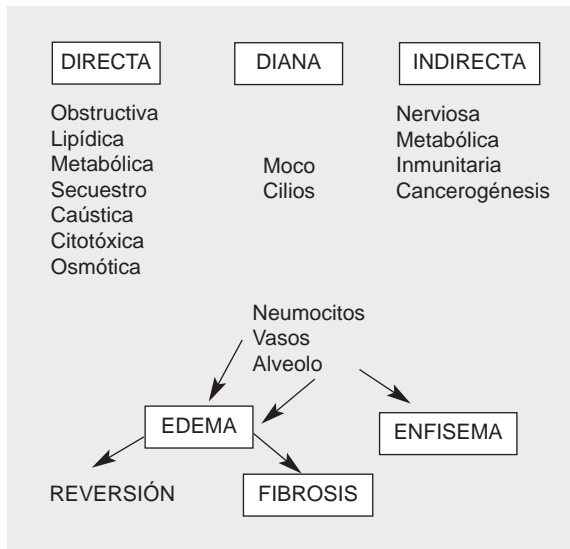 DIRECTA
Obstructiva
Lipídica
Metabólica
Secuestro
Caústica
Citotóxica
Osmótica
DIANA
Moco
Cilios
INDIRECTA
Nerviosa
Metabólica
Inmunitaria
Cancerogénesis
Neumocitos
Vasos
Alveolo
EDEMA
ENFISEMA
REVERSIÓN
FIBROSIS